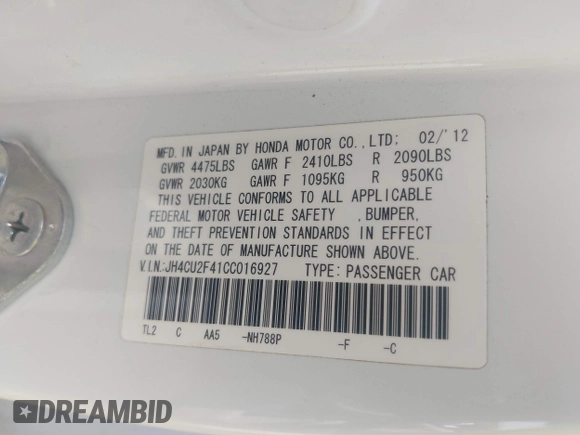 MFD. IN JAPAN BY HONDA MOTOR CO., LTD: 02/'12
GVWR 4475LBS GAWR F 2410LBS R 2090LBS
GVWR 2030KG GAWR F 1095KG R 950KG
THIS VEHICLE CONFORMS TO ALL APPLICABLE
FEDERAL MOTOR VEHICLE SAFETY , BUMPER,
AND THEFT PREVENTION STANDARDS IN EFFECT
ON THE DATE OF MANUFACTURE SHOWN ABOVE.
V.I.N.:JH4CU2F41CC016927 TYPE: PASSENGER CAR
TL2 C AA5 -NH788P -F -C
DREAMBID